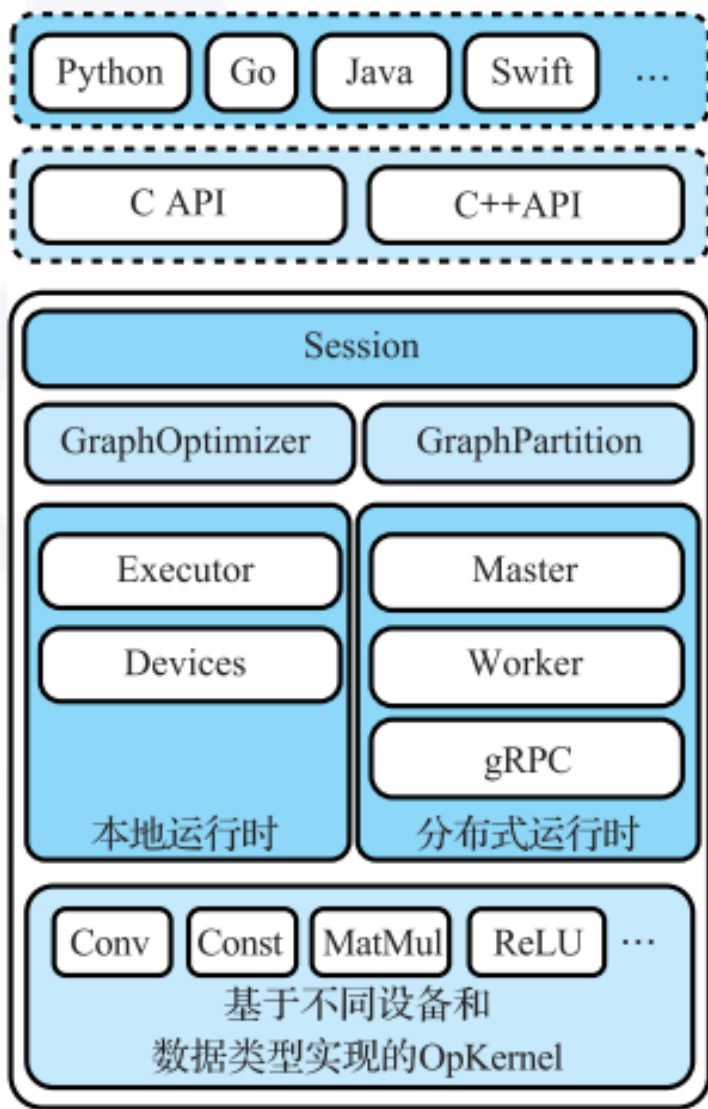 Python Go Java Swift …
C API C++API
Session
GraphOptimizer GraphPartition
Executor Master
Devices Worker
gRPC
本地运行时 分布式运行时
Conv Const MatMul ReLU …
基于不同设备和
数据类型实现的OpKernel